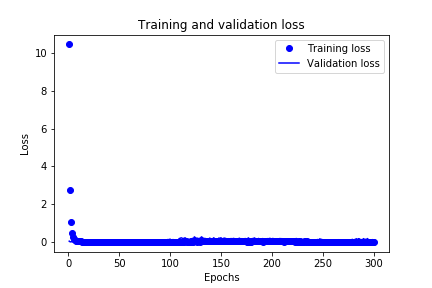 Training and validation loss
Training loss
Validation loss
10
8
6
4
2
0
Loss
0 50 100 150 200 250 300
Epochs